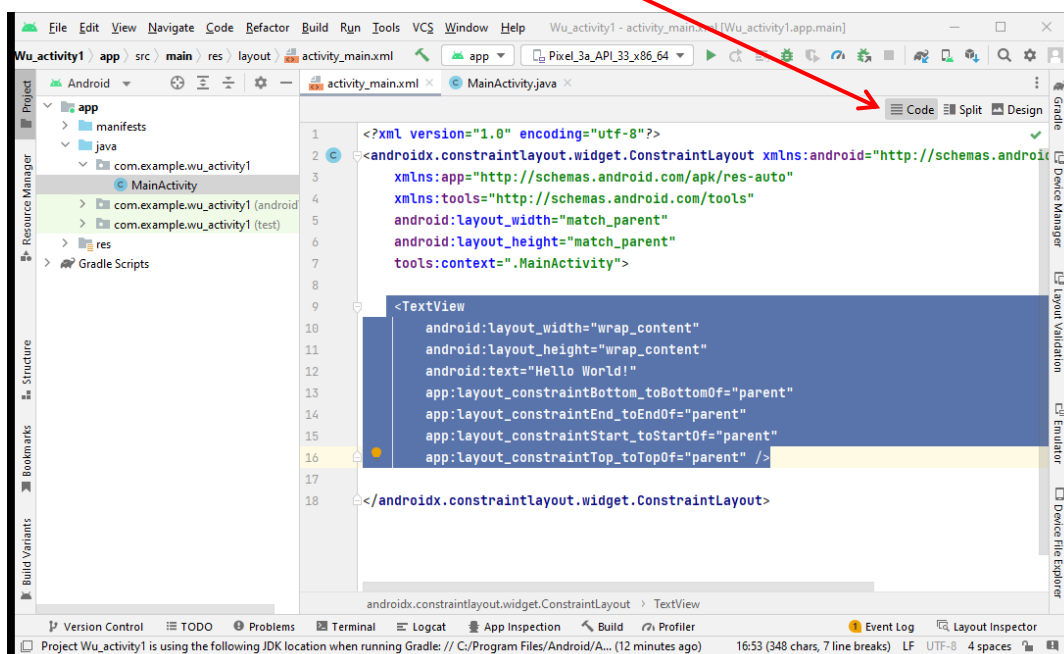 File Edit View Navigate Code Refactor Build Run Tools VCS Window Help Wu_activity1 - activity_main.xml [Wu_activity1.app.main]
Wu_activity1 app src main res layout activity_main.xml app Pixel_3a_API_33_x86_64
Android activity_main.xml MainActivity.java
Code Split Design
app
manifests
java
com.example.wu_activity1
MainActivity
com.example.wu_activity1 (android
com.example.wu_activity1 (test)
res
Gradle Scripts
1 <?xml version="1.0" encoding="utf-8"?>
2 <androidx.constraintlayout.widget.ConstraintLayout xmlns:android="http://schemas.android
3 xmlns:app="http://schemas.android.com/apk/res-auto"
4 xmlns:tools="http://schemas.android.com/tools"
5 android:layout_width="match_parent"
6 android:layout_height="match_parent"
7 tools:context=".MainActivity">
8
9 <TextView
10 android:layout_width="wrap_content"
11 android:layout_height="wrap_content"
12 android:text="Hello World!"
13 app:layout_constraintBottom_toBottomOf="parent"
14 app:layout_constraintEnd_toEndOf="parent"
15 app:layout_constraintStart_toStartOf="parent"
16 app:layout_constraintTop_toTopOf="parent" />
17
18 </androidx.constraintlayout.widget.ConstraintLayout>
androidx.constraintlayout.widget.ConstraintLayout TextView
Project
Resource Manager
Structure
Bookmarks
Build Variants
Gradle
Device Manager
Layout Validation
Emulator
Device File Explorer
Version Control TODO Problems Terminal Logcat App Inspection Build Profiler 1 Event Log Layout Inspector
Project Wu_activity1 is using the following JDK location when running Gradle: // C:/Program Files/Android/A... (12 minutes ago) 16:53 (348 chars, 7 line breaks) LF UTF-8 4 spaces